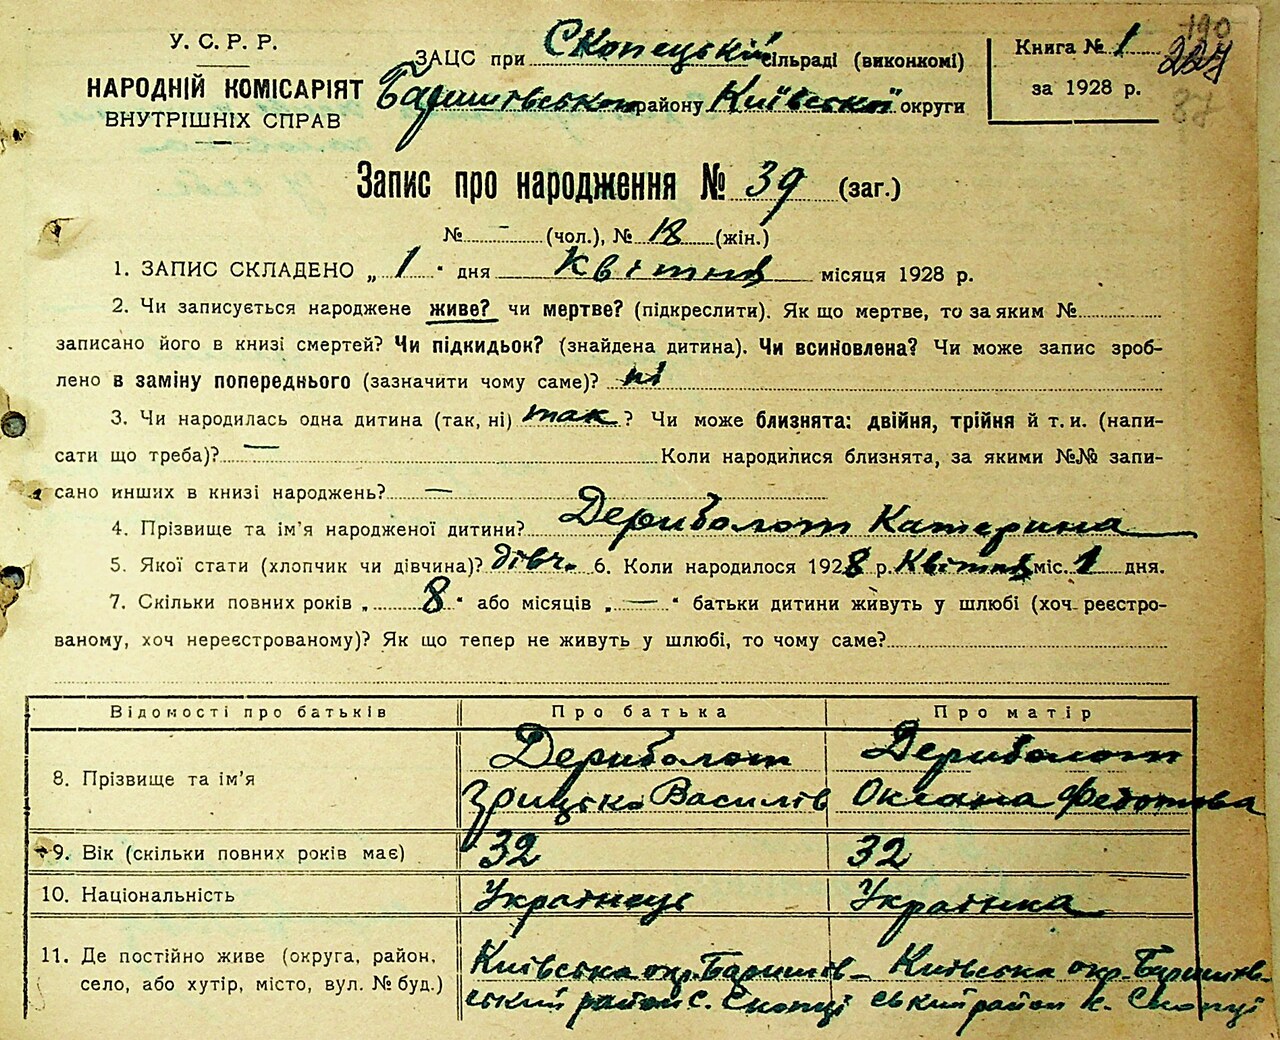 190
У. С. Р. Р.
НАРОДНІЙ КОМІСАРІЯТ
ВНУТРІШНІХ СПРАВ
ЗАЦС при Скопецькій сільраді (виконкомі)
Баришівського району Київської округи
Книга № 1
227
за 1928 р.
87
Запис про народження № 39 (заг.)
№ - (чол.), № 18 (жін.)
1. ЗАПИС СКЛАДЕНО „ 1 " дня Квітня місяця 1928 р.
2. Чи записується народжене живе? чи мертве? (підкреслити). Як що мертве, то за яким №
записано його в книзі смертей? Чи підкидьок? (знайдена дитина). Чи всиновлена? Чи може запис зроб-
лено в заміну попереднього (зазначити чому саме)? ні
3. Чи народилась одна дитина (так, ні) так ? Чи може близнята: двійня, трійня й т. и. (напи-
сати що треба)? — Коли народилися близнята, за якими №№ запи-
сано инших в книзі народжень? —
4. Прізвище та ім'я народженої дитини? Дериболот Катерина
5. Якої стати (хлопчик чи дівчина)? дівч. 6. Коли народилося 1928 р. Квітня міс. 1 дня.
7. Скільки повних років „ 8 " або місяців „ — " батьки дитини живуть у шлюбі (хоч реєстро-
ваному, хоч нереєстрованому)? Як що тепер не живуть у шлюбі, то чому саме?
Відомості про батьків Про батька Про матір
8. Прізвище та ім'я
Дериболот Дериболот
Грицько Василів Оксана Федотова
9. Вік (скільки повних років має) 32 32
10. Національність Українець Українка
11. Де постійно живе (округа, район,
село, або хутір, місто, вул. № буд.)
Київська окр. Баришів- Київська окр. Баришів-
ський район с. Скопці ський район с. Скопці